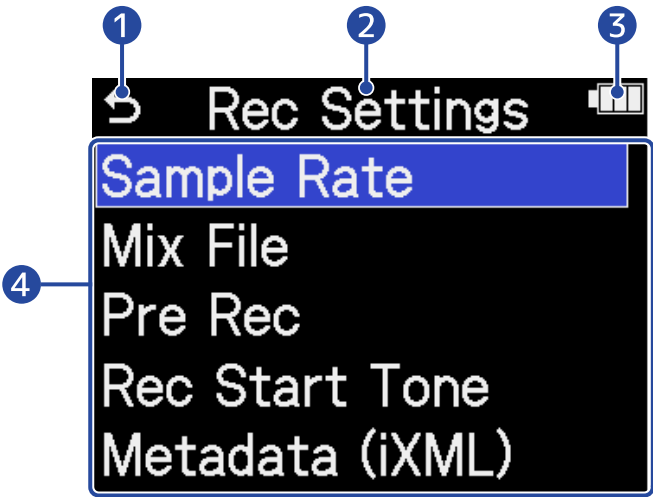 1
2
3
Rec Settings
4
Sample Rate
Mix File
Pre Rec
Rec Start Tone
Metadata (iXML)